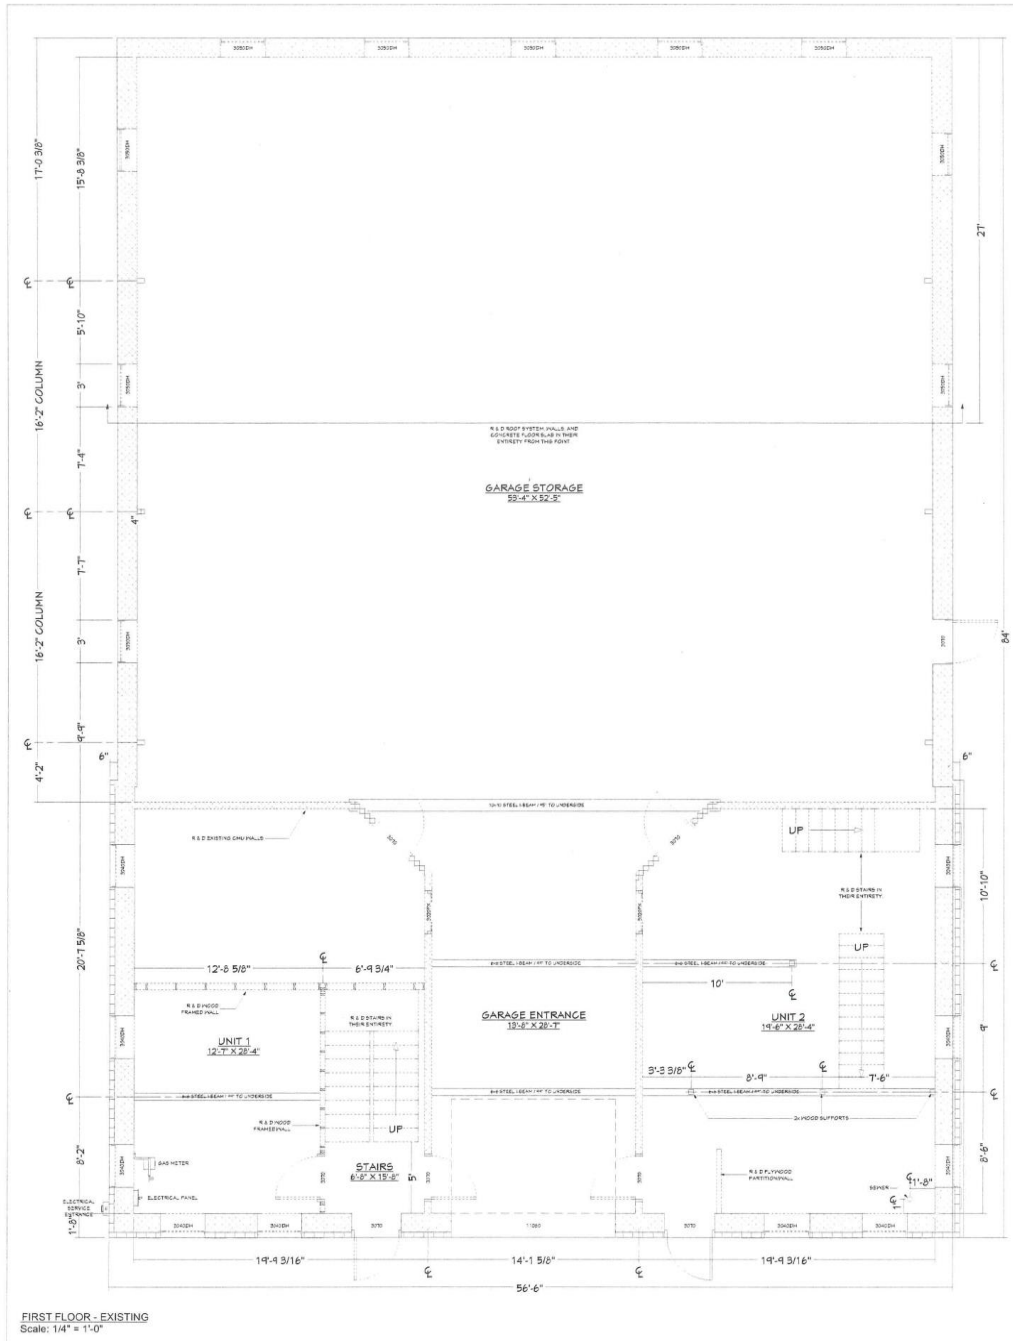 3050DH
3050DH
3050DH
3050DH
3050DH
17'-0 3/8"
15'-8 3/8"
3050DH
3050DH
27'
5'-10"
16'-2" COLUMN
3'
3050DH
3050DH
R & D ROOF SYSTEM, WALLS AND
CONCRETE FLOOR SLAB IN THEIR
ENTIRETY FROM THIS POINT
7'-4"
GARAGE STORAGE
53'-4" X 52'-5"
4"
7'-7"
16'-2" COLUMN
3'
3050DH
3070
84'
9'-9"
6"
6"
4'-2"
R & D EXISTING CMU WALLS
3070
3070
UP
3040DH
3040DH
R & D STAIRS IN
THEIR ENTIRETY
10'-10"
20'-7 5/8"
UP
12'-8 5/8"
6'-9 3/4"
10'
R & D WOOD
FRAMED WALL
R & D STAIRS IN
THEIR ENTIRETY
GARAGE ENTRANCE
13'-8" X 28'-7"
UNIT 2
19'-6" X 28'-4"
UNIT 1
12'-7" X 28'-4"
3040DH
3040DH
9'
3'-3 3/8"
8'-9"
7'-6"
R & D WOOD
FRAMED WALL
UP
2x WOOD SUPPORTS
8'-2"
3040DH
GAS METER
STAIRS
6'-8" X 15'-8"
5'
3070
R & D PLYWOOD
PARTITION WALL
3040DH
8'-6"
ELECTRICAL PANEL
ELECTRICAL
SERVICE
ENTRANCE
SEWER
1'-8"
1'
1'-8"
3040DH
3040DH
3070
3070
3040DH
3040DH
19'-9 3/16"
14'-1 5/8"
19'-9 3/16"
56'-6"
FIRST FLOOR - EXISTING
Scale: 1/4" = 1'-0"